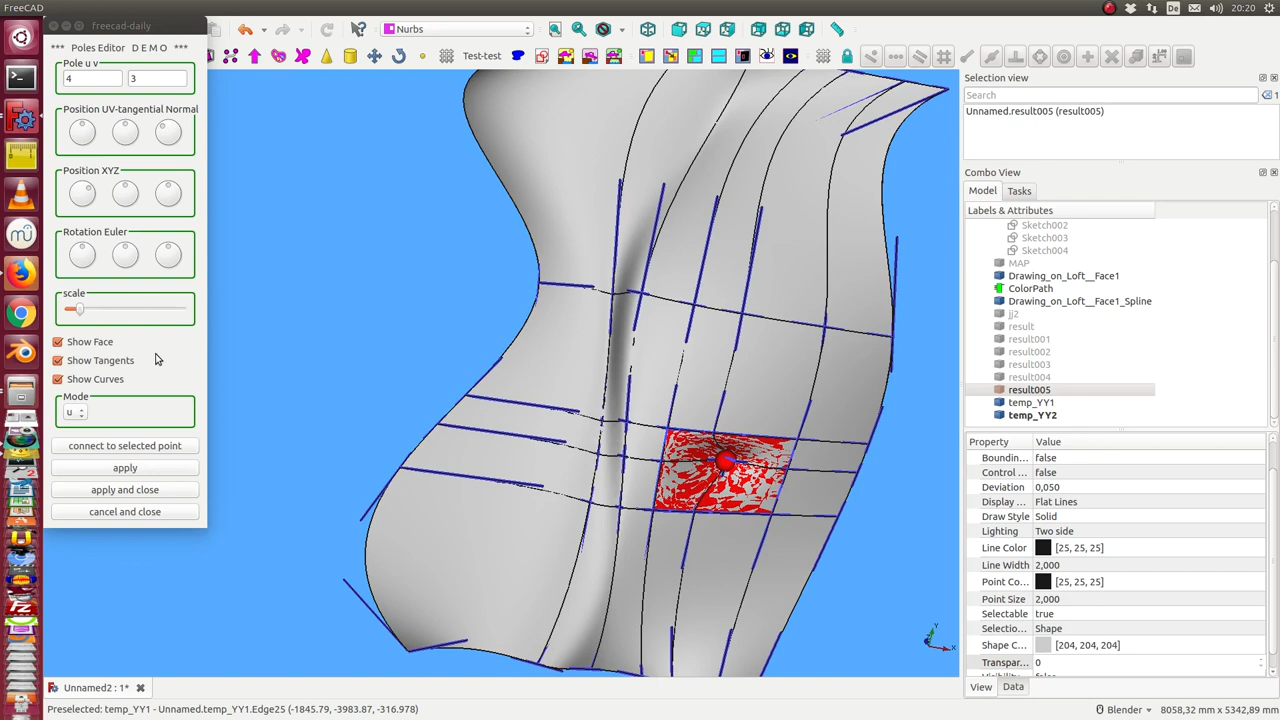 FreeCAD
De
20:20
freecad-daily
Nurbs
Test-test
*** Poles Editor D E M O ***
Pole u v
4
3
Position UV-tangential Normal
Position XYZ
Rotation Euler
scale
Show Face
Show Tangents
Show Curves
Mode
u
connect to selected point
apply
apply and close
cancel and close
Selection view
Search
1
Unnamed.result005 (result005)
Combo View
Model
Tasks
Labels & Attributes
Sketch002
Sketch003
Sketch004
MAP
Drawing_on_Loft__Face1
ColorPath
Drawing_on_Loft__Face1_Spline
jj2
result
result001
result002
result003
result004
result005
temp_YY1
temp_YY2
Property
Value
Boundin...
false
Control ...
false
Deviation
0,050
Display ...
Flat Lines
Draw Style
Solid
Lighting
Two side
Line Color
[25, 25, 25]
Line Width
2,000
Point Co...
[25, 25, 25]
Point Size
2,000
Selectable
true
Selectio...
Shape
Shape C...
[204, 204, 204]
Transpar...
0
View
Data
Y
X
Unnamed2 : 1*
Preselected: temp_YY1 - Unnamed.temp_YY1.Edge25 (-1845.79, -3983.87, -316.978)
Blender
8058,32 mm x 5342,89 mm